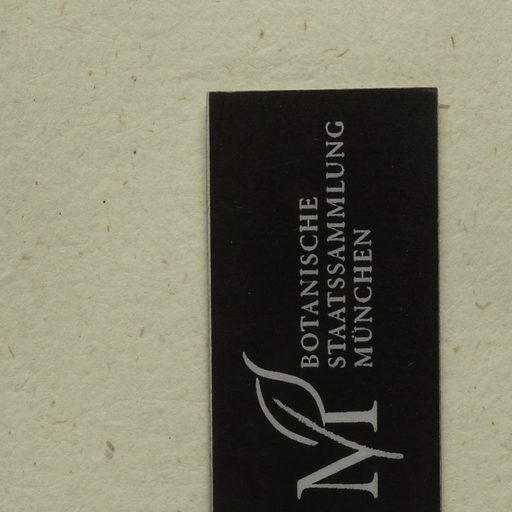 BOTANISCHE
STAATSSAMMLUNG
MÜNCHEN
M